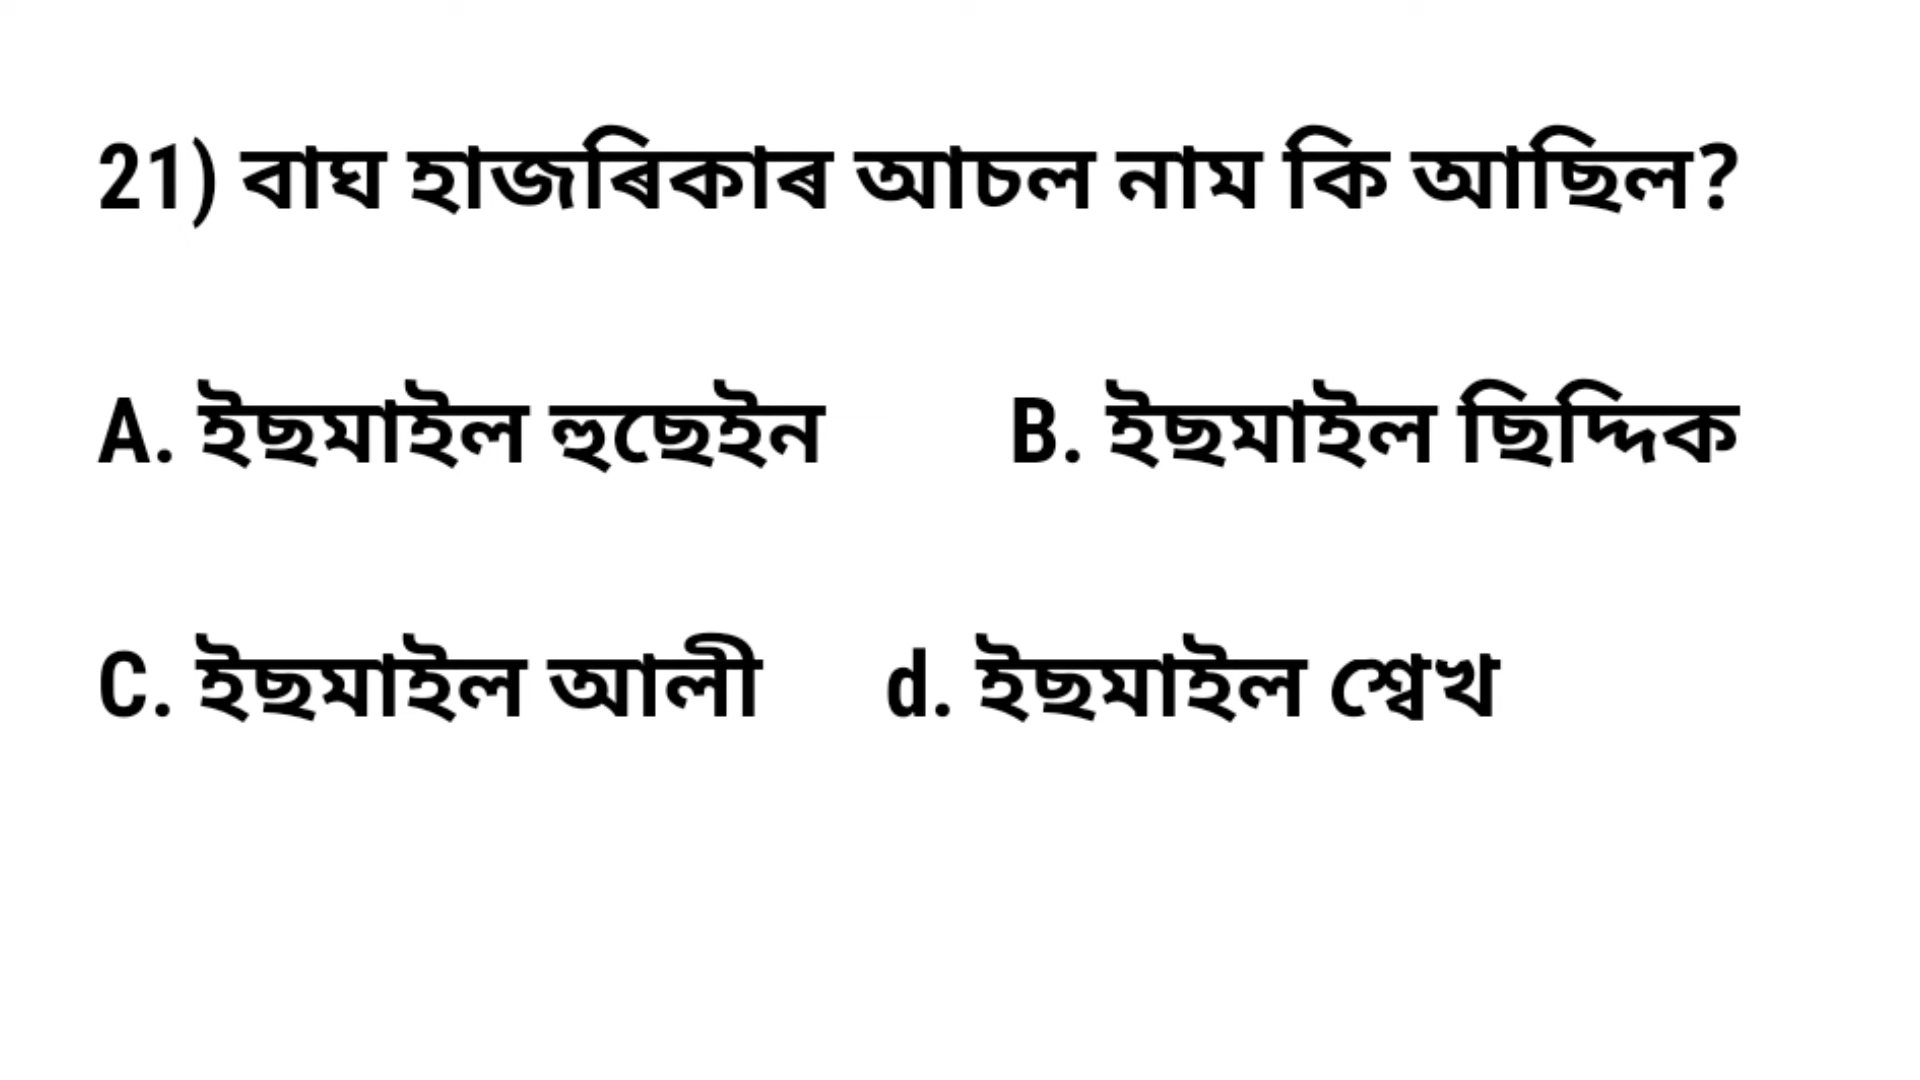 21) বাঘ হাজৰিকাৰ আচল নাম কি আছিল?
A. ইছমাইল হুছেইন B. ইছমাইল ছিদ্দিক
C. ইছমাইল আলী d. ইছমাইল শ্বেখ